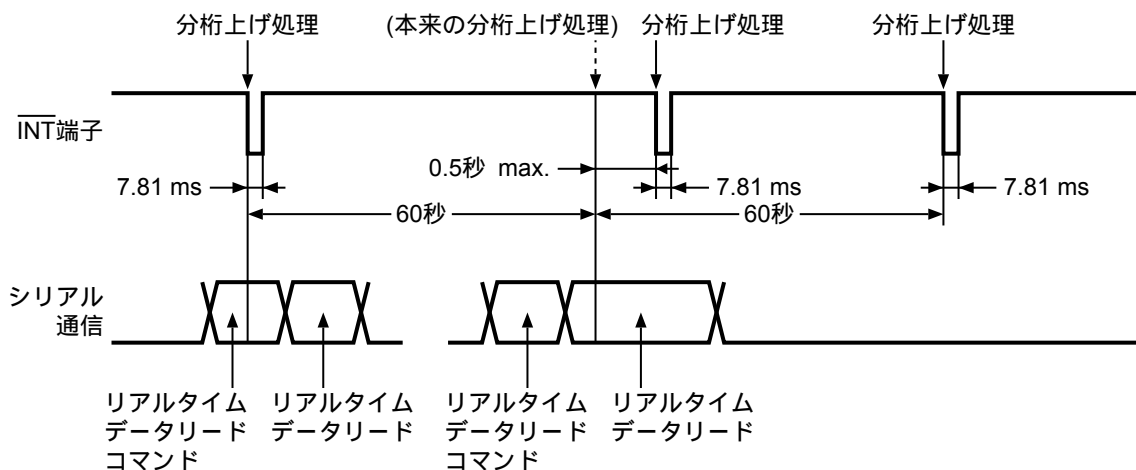 分桁上げ処理
(本来の分桁上げ処理)
分桁上げ処理
分桁上げ処理
INT端子
0.5秒 max.
7.81 ms
7.81 ms
7.81 ms
60秒
60秒
シリアル
通信
リアルタイム
データリード
コマンド
リアルタイム
データリード
リアルタイム
データリード
コマンド
リアルタイム
データリード